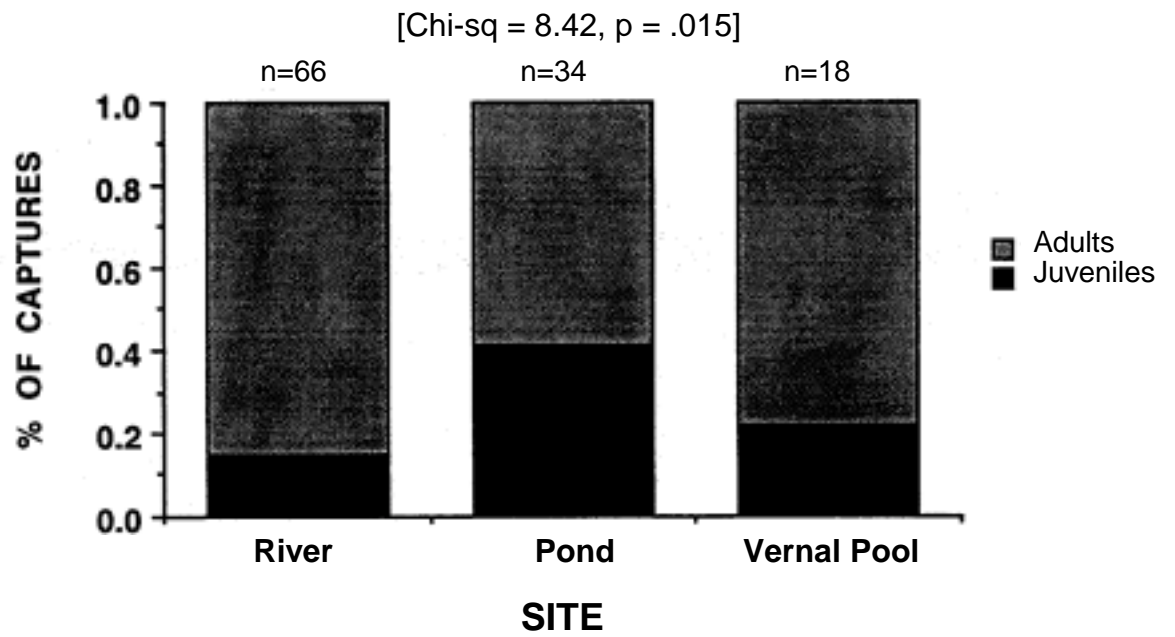 [Chi-sq = 8.42, p = .015]
n=66 n=34 n=18
% OF CAPTURES
1.0
0.8
0.6
0.4
0.2
0.0
Adults
Juveniles
River Pond Vernal Pool
SITE